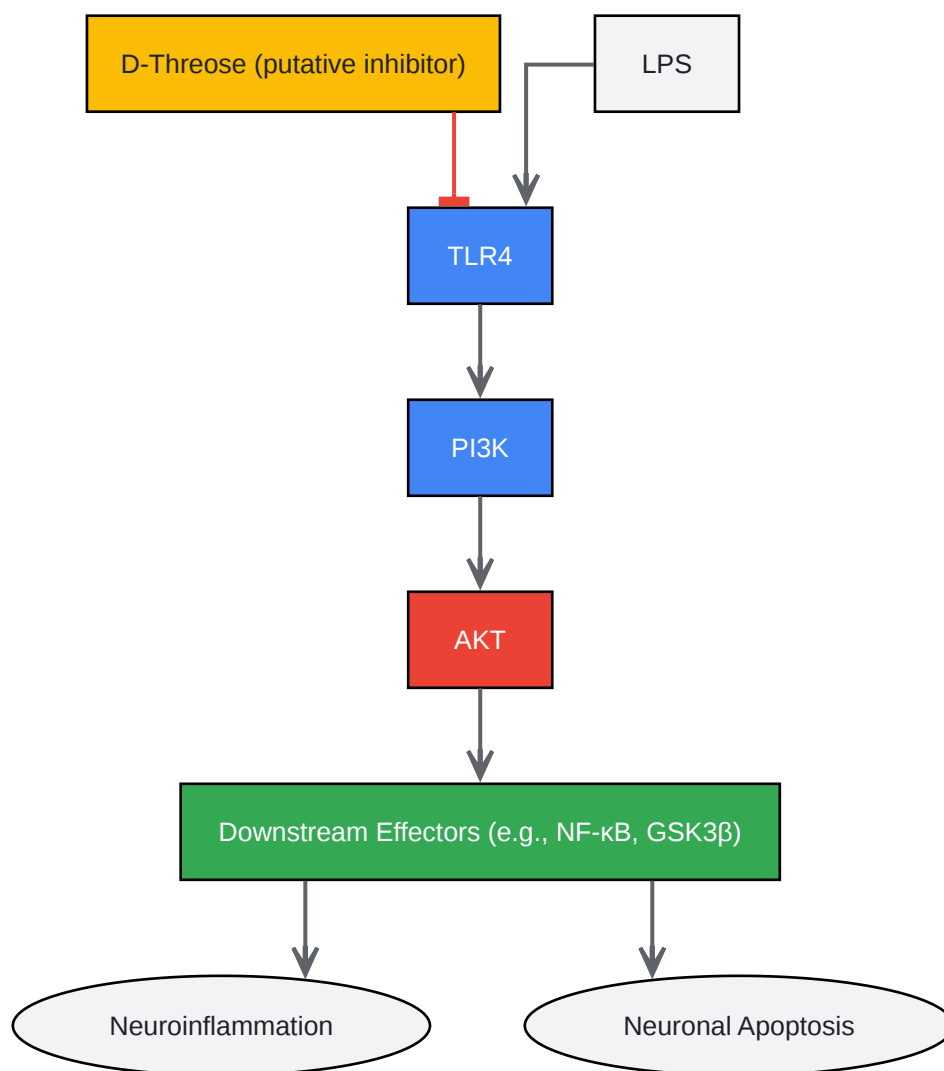 D-Threose (putative inhibitor)
LPS
TLR4
PI3K
AKT
Downstream Effectors (e.g., NF-κB, GSK3β)
Neuroinflammation
Neuronal Apoptosis